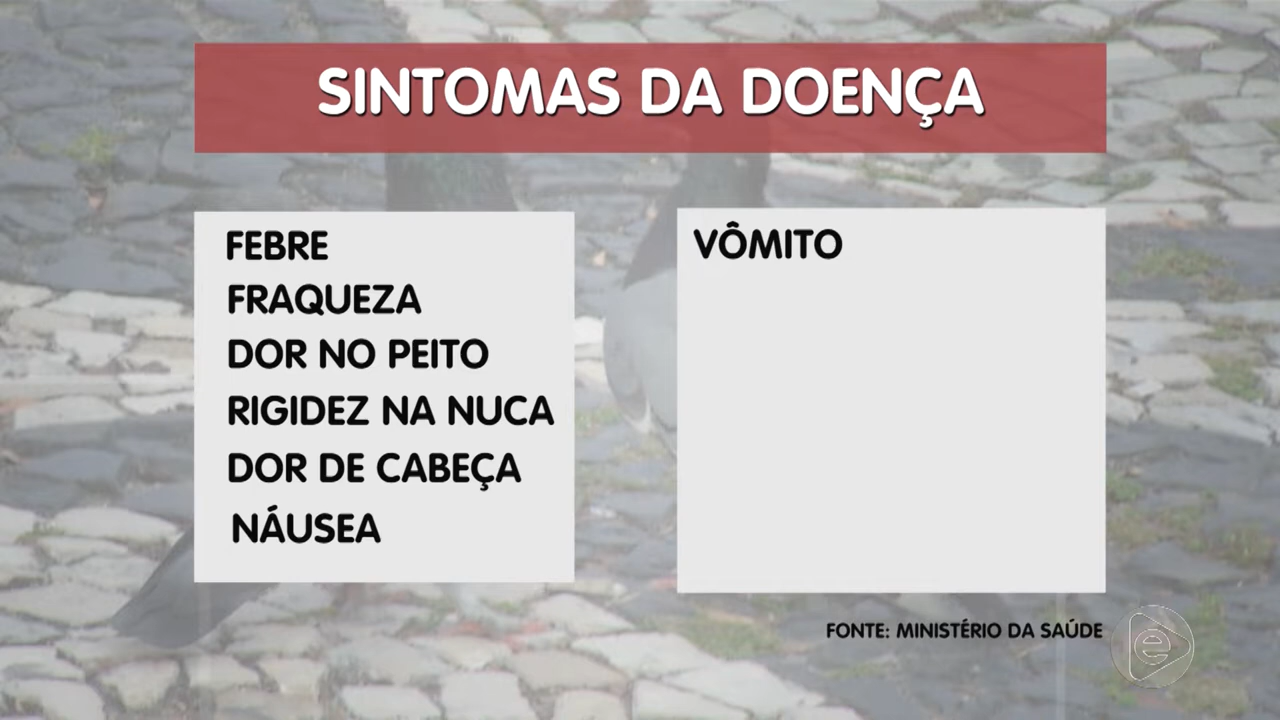 SINTOMAS DA DOENÇA
FEBRE
FRAQUEZA
DOR NO PEITO
RIGIDEZ NA NUCA
DOR DE CABEÇA
NÁUSEA
VÔMITO
FONTE: MINISTÉRIO DA SAÚDE
e